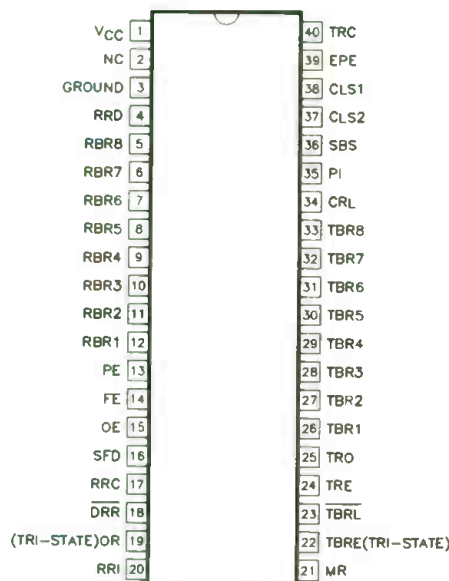 VCC 1 40 TRC
NC 2 39 EPE
GROUND 3 38 CLS1
RRD 4 37 CLS2
RBR8 5 36 SBS
RBR7 6 35 PI
RBR6 7 34 CRL
RBR5 8 33 TBR8
RBR4 9 32 TBR7
RBR3 10 31 TBR6
RBR2 11 30 TBR5
RBR1 12 29 TBR4
PE 13 28 TBR3
FE 14 27 TBR2
OE 15 26 TBR1
SFD 16 25 TRO
RRC 17 24 TRE
DRR 18 23 TBRL
(TRI-STATE)OR 19 22 TBRE(TRI-STATE)
RRI 20 21 MR